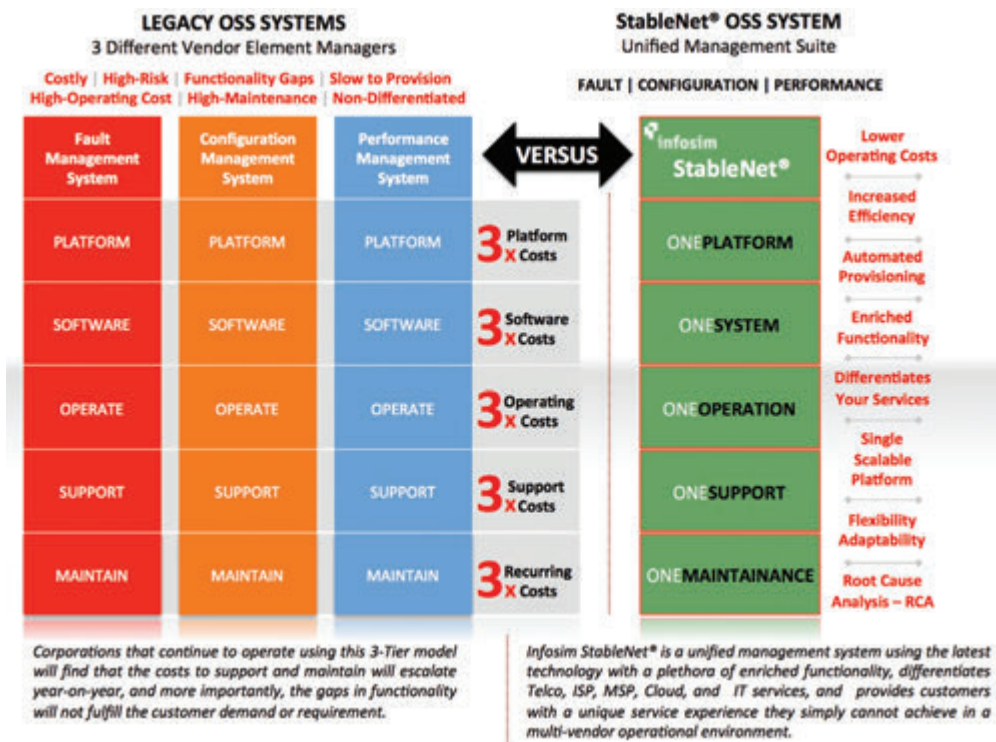 LEGACY OSS SYSTEMS
3 Different Vendor Element Managers
Costly | High-Risk | Functionality Gaps | Slow to Provision
High-Operating Cost | High-Maintenance | Non-Differentiated
StableNet® OSS SYSTEM
Unified Management Suite
FAULT | CONFIGURATION | PERFORMANCE
Fault
Management
System
Configuration
Management
System
Performance
Management
System
VERSUS
infosim
StableNet®
PLATFORM
PLATFORM
PLATFORM
3x Platform
Costs
ONEPLATFORM
SOFTWARE
SOFTWARE
SOFTWARE
3x Software
Costs
ONESYSTEM
OPERATE
OPERATE
OPERATE
3x Operating
Costs
ONEOPERATION
SUPPORT
SUPPORT
SUPPORT
3x Support
Costs
ONESUPPORT
MAINTAIN
MAINTAIN
MAINTAIN
3x Recurring
Costs
ONEMAINTAINANCE
Lower
Operating Costs
Increased
Efficiency
Automated
Provisioning
Enriched
Functionality
Differentiates
Your Services
Single
Scalable
Platform
Flexibility
Adaptability
Root Cause
Analysis – RCA
Corporations that continue to operate using this 3-Tier model
will find that the costs to support and maintain will escalate
year-on-year, and more importantly, the gaps in functionality
will not fulfill the customer demand or requirement.
Infosim StableNet® is a unified management system using the latest
technology with a plethora of enriched functionality, differentiates
Telco, ISP, MSP, Cloud, and IT services, and provides customers
with a unique service experience they simply cannot achieve in a
multi-vendor operational environment.